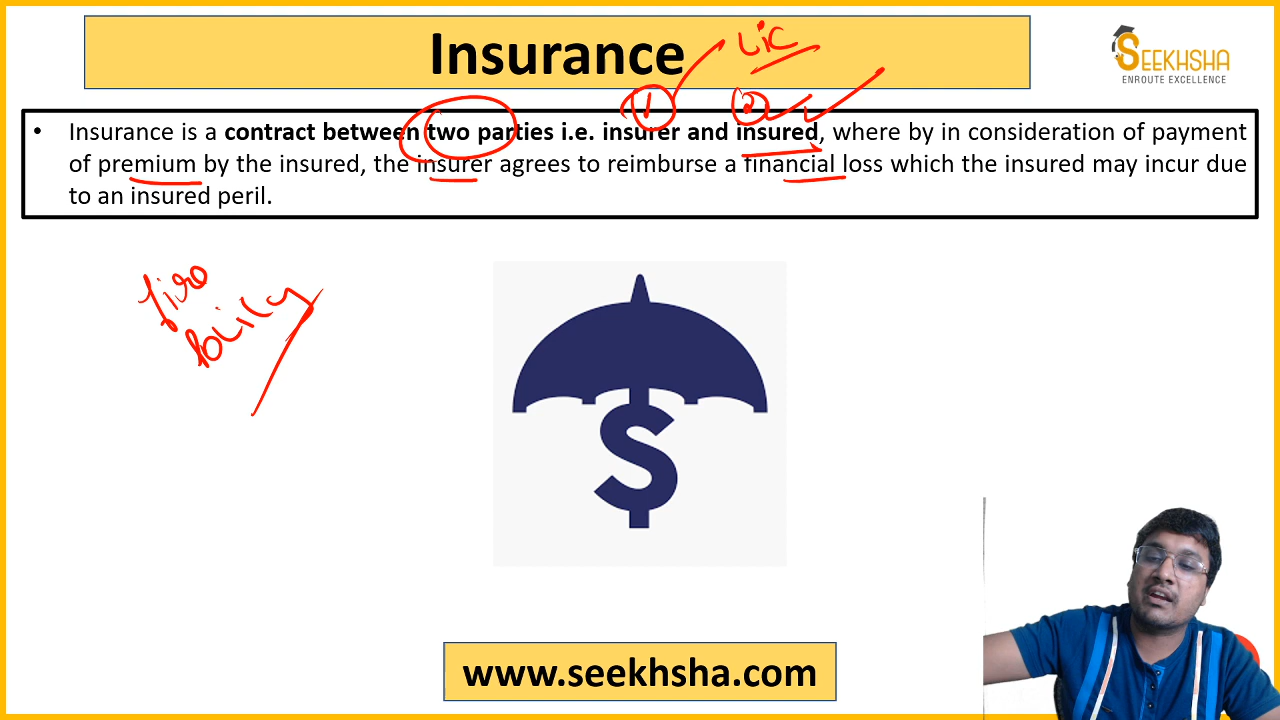 Insurance
LIC
SEEKHSHA
ENROUTE EXCELLENCE
1
2
• Insurance is a contract between two parties i.e. insurer and insured, where by in consideration of payment
of premium by the insured, the insurer agrees to reimburse a financial loss which the insured may incur due
to an insured peril.
fire
$
www.seekhsha.com